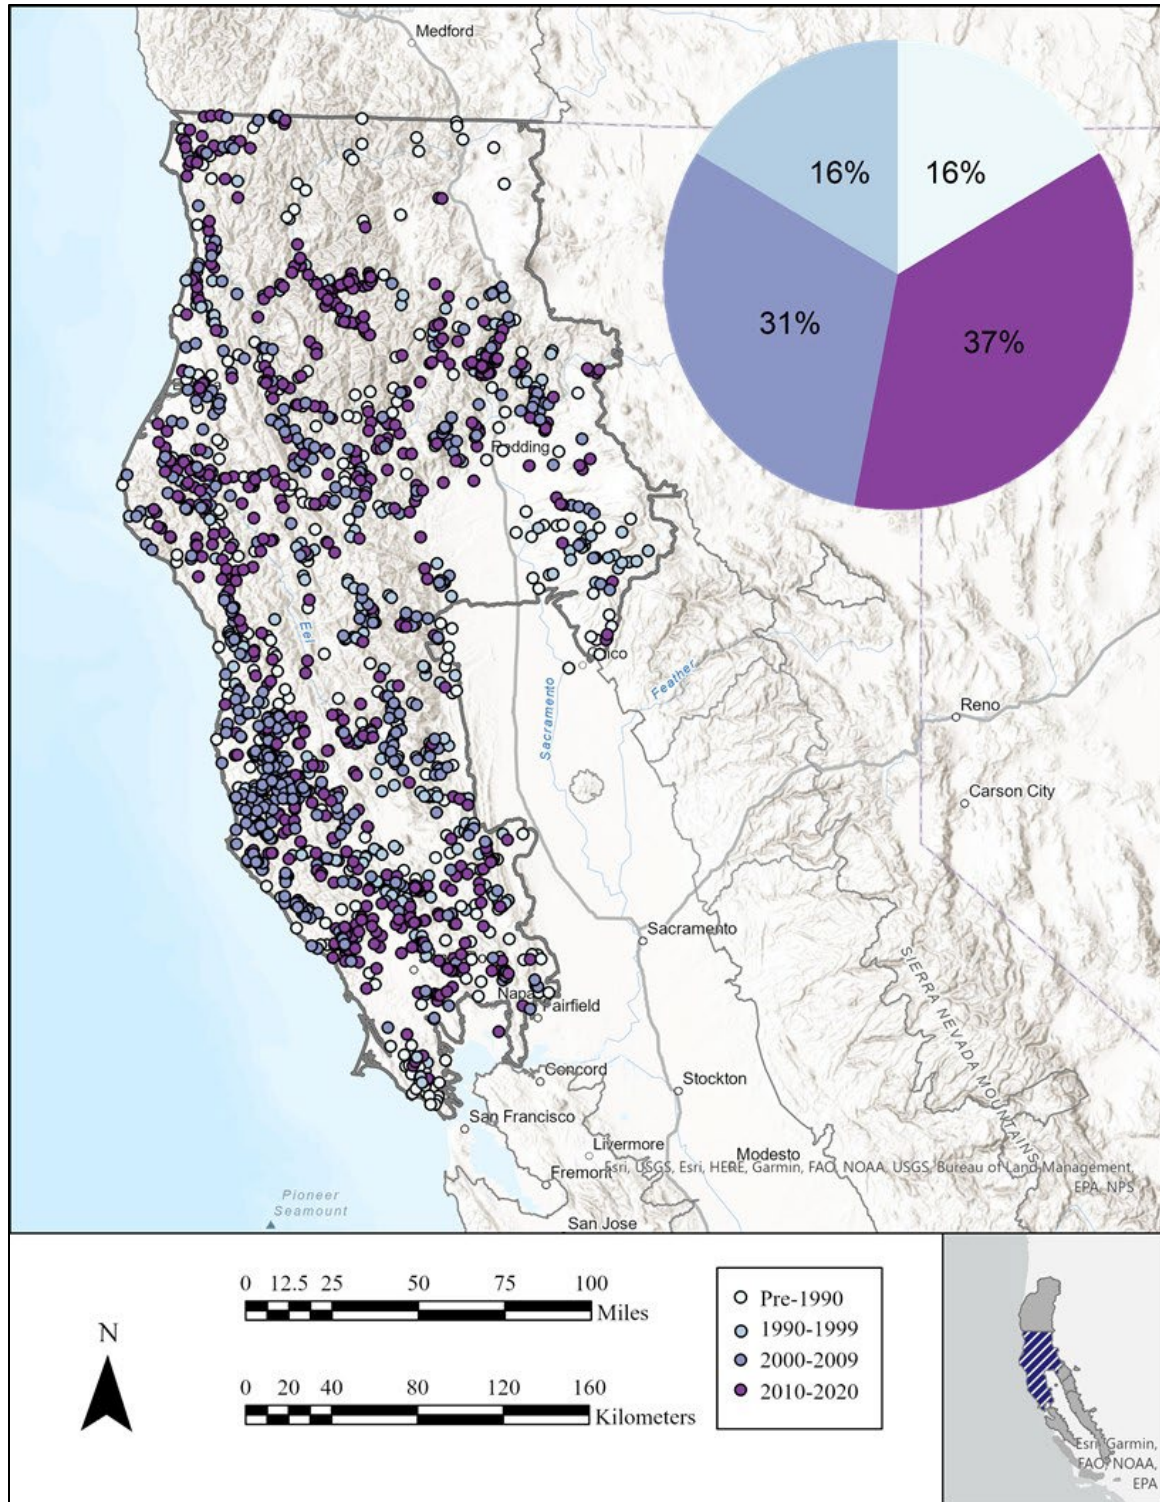 Medford
16%
16%
31%
37%
Redding
Eel
Sacramento
Feather
Reno
Carson City
Sacramento
SIERRA NEVADA MOUNTAINS
Napa
Fairfield
Concord
Stockton
San Francisco
Livermore
Modesto
Esri, USGS, Esri, HERE, Garmin, FAO, NOAA, USGS, Bureau of Land Management,
EPA, NPS
Fremont
Pioneer
Seamount
San Jose
0 12.5 25 50 75 100
Miles
N
0 20 40 80 120 160
Kilometers
Pre-1990
1990-1999
2000-2009
2010-2020
Esri, Garmin,
FAO, NOAA,
EPA